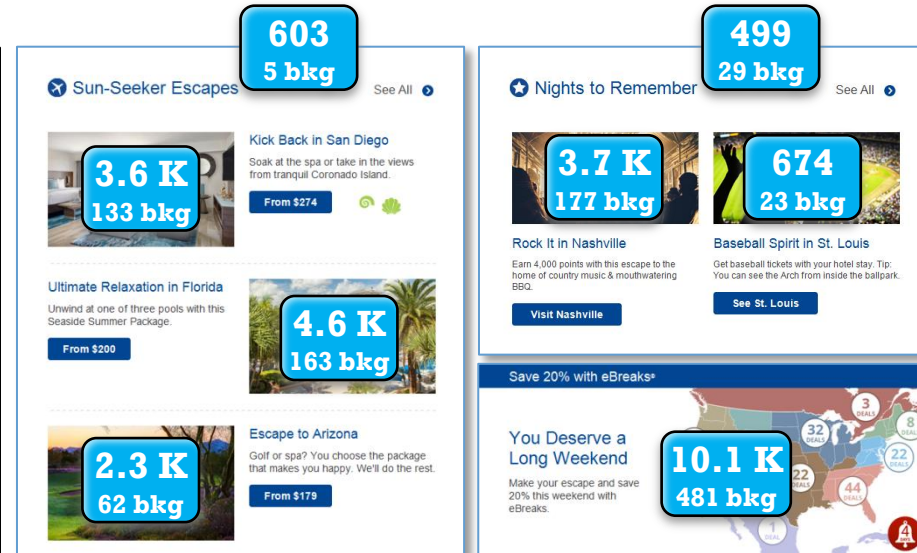 603
5 bkg
Sun-Seeker Escapes
See All
3.6 K
133 bkg
Kick Back in San Diego
Soak at the spa or take in the views
from tranquil Coronado Island.
From $274
Ultimate Relaxation in Florida
Unwind at one of three pools with this
Seaside Summer Package.
From $200
4.6 K
163 bkg
2.3 K
62 bkg
Escape to Arizona
Golf or spa? You choose the package
that makes you happy. We'll do the rest.
From $179
499
29 bkg
Nights to Remember
See All
3.7 K
177 bkg
Rock It in Nashville
Earn 4,000 points with this escape to the
home of country music & mouthwatering
BBQ.
Visit Nashville
674
23 bkg
Baseball Spirit in St. Louis
Get baseball tickets with your hotel stay. Tip:
You can see the Arch from inside the ballpark.
See St. Louis
Save 20% with eBreaks®
You Deserve a
Long Weekend
Make your escape and save
20% this weekend with
eBreaks.
10.1 K
481 bkg
3
DEALS
32
DEALS
8
22
DEALS
22
DEALS
44
DEALS
1
DEAL
4